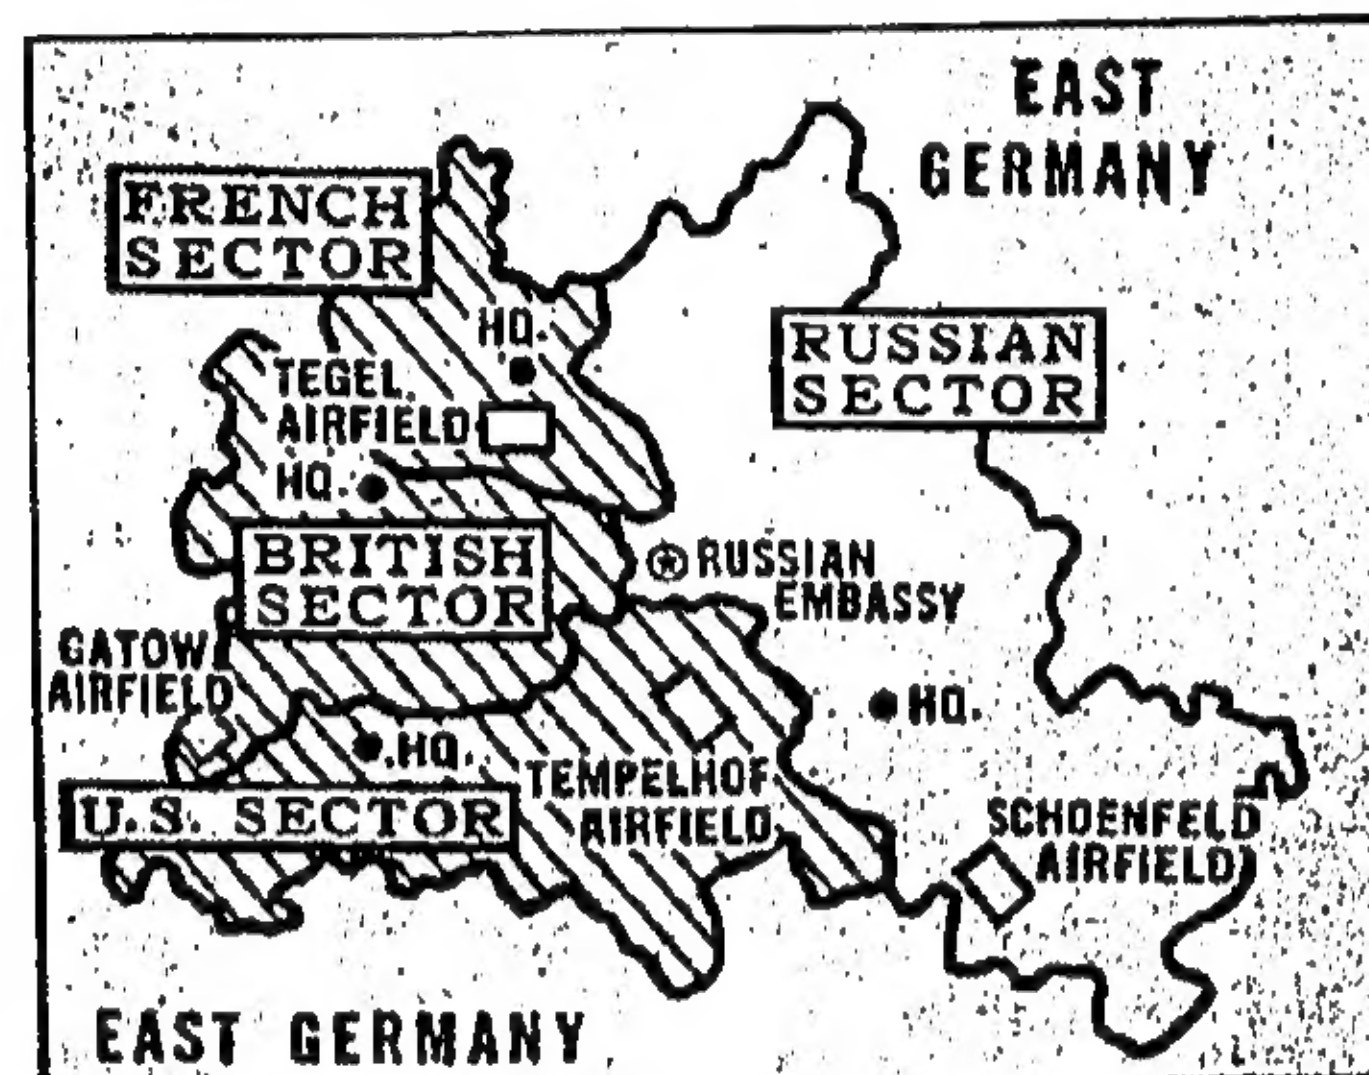 EAST
GERMANY
FRENCH
SECTOR
HQ.
RUSSIAN
SECTOR
TEGEL
AIRFIELD
HQ.
BRITISH
SECTOR
RUSSIAN
EMBASSY
GATOW
AIRFIELD
HQ.
HQ.
TEMPELHOF
AIRFIELD
U.S. SECTOR
SCHOENFELD
AIRFIELD
EAST GERMANY